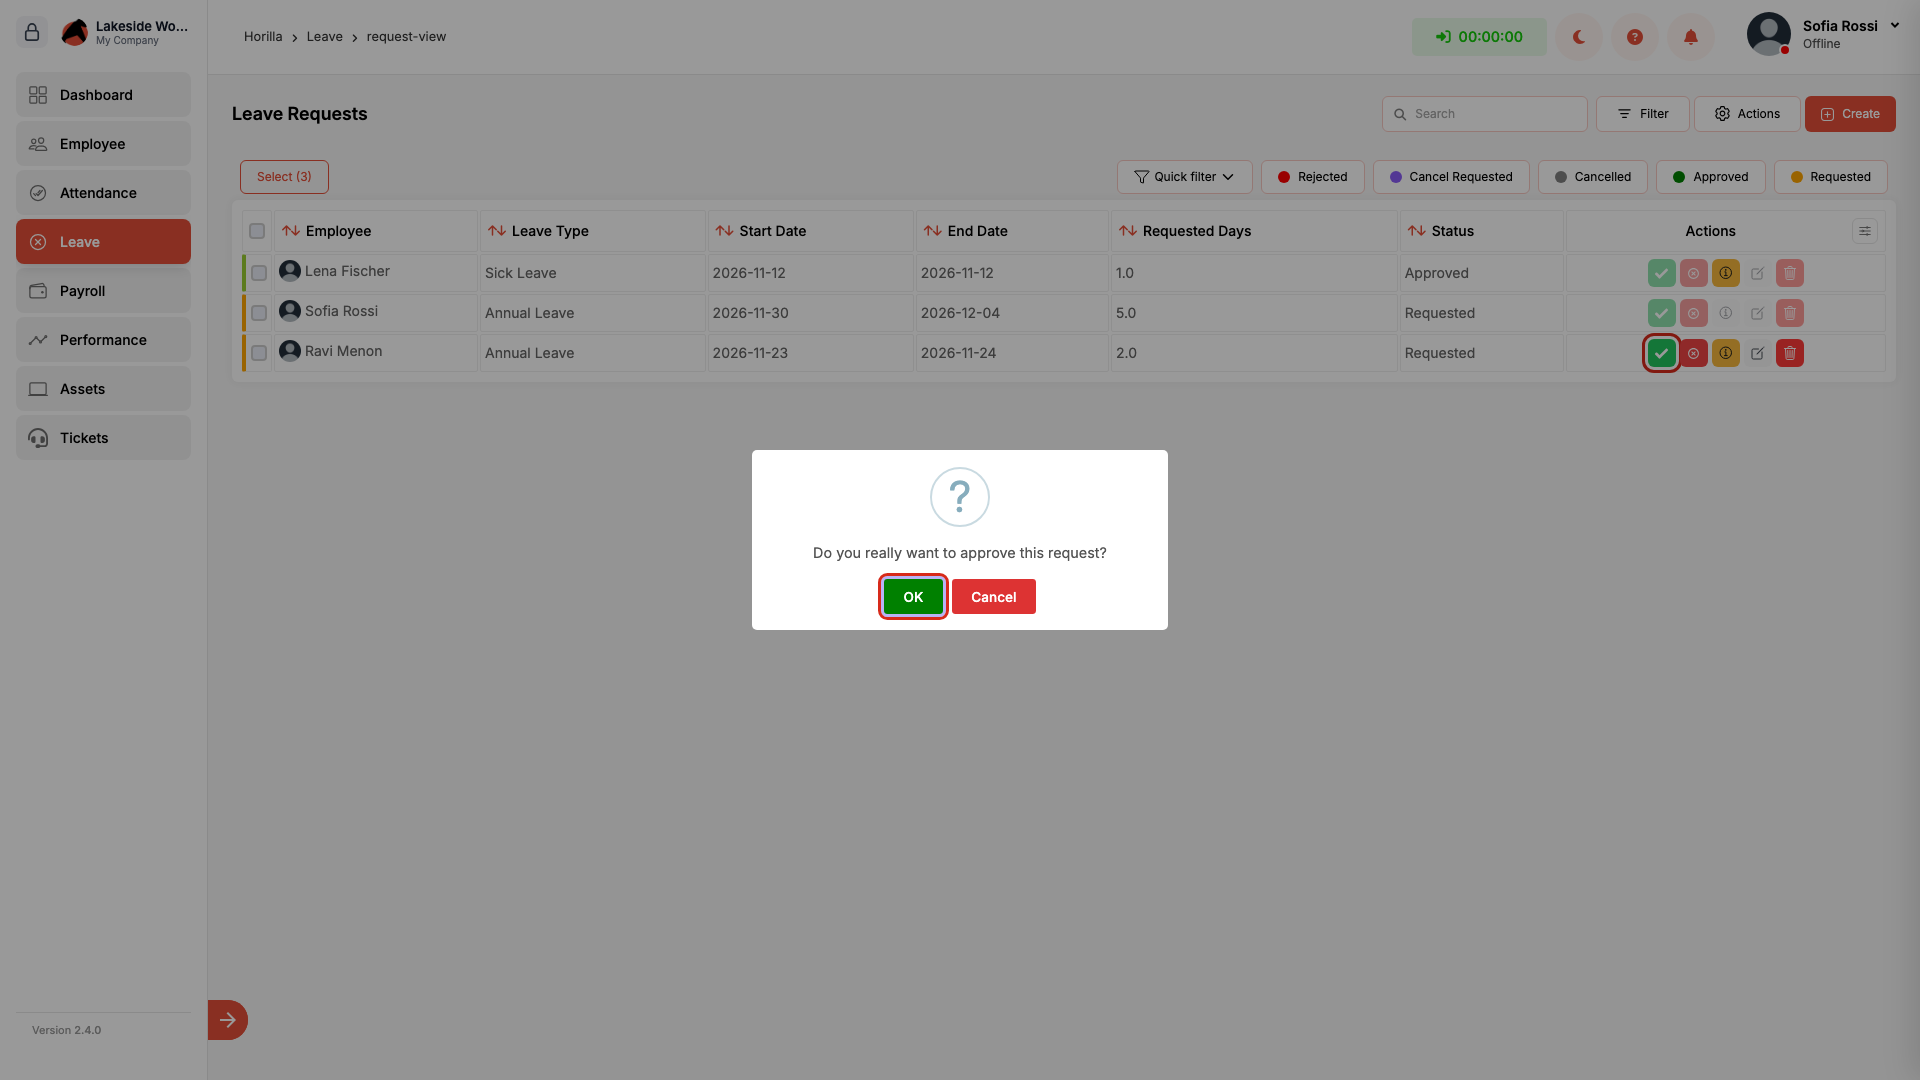 Lakeside Wo...
My Company
Dashboard
Employee
Attendance
Leave
Payroll
Performance
Assets
Tickets
Version 2.4.0
Horilla > Leave > request-view
00:00:00
Sofia Rossi
Offline
Leave Requests
Search
Filter
Actions
Create
Select (3)
Quick filter
Rejected
Cancel Requested
Cancelled
Approved
Requested
Employee Leave Type Start Date End Date Requested Days Status Actions
Lena Fischer Sick Leave 2026-11-12 2026-11-12 1.0 Approved
Sofia Rossi Annual Leave 2026-11-30 2026-12-04 5.0 Requested
Ravi Menon Annual Leave 2026-11-23 2026-11-24 2.0 Requested
?
Do you really want to approve this request?
OK
Cancel